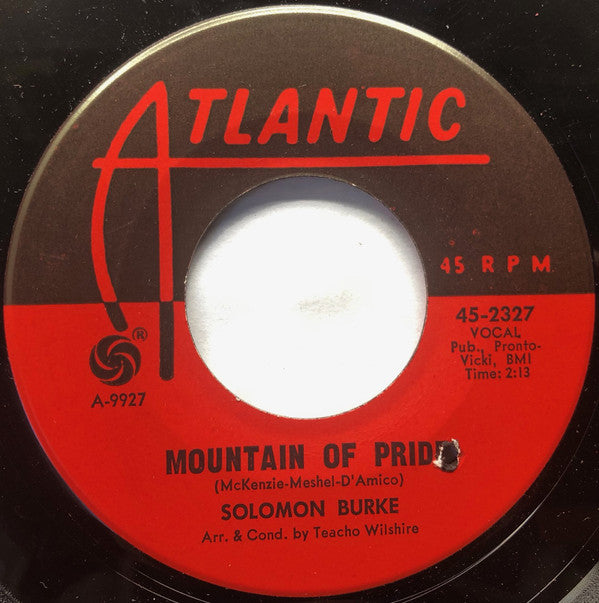 ATLANTIC
45 RPM
45-2327
VOCAL
Pub., Pronto-
Vicki, BMI
Time: 2:13
®
A-9927
MOUNTAIN OF PRIDE
(McKenzie-Meshel-D'Amico)
SOLOMON BURKE
Arr. & Cond. by Teacho Wilshire